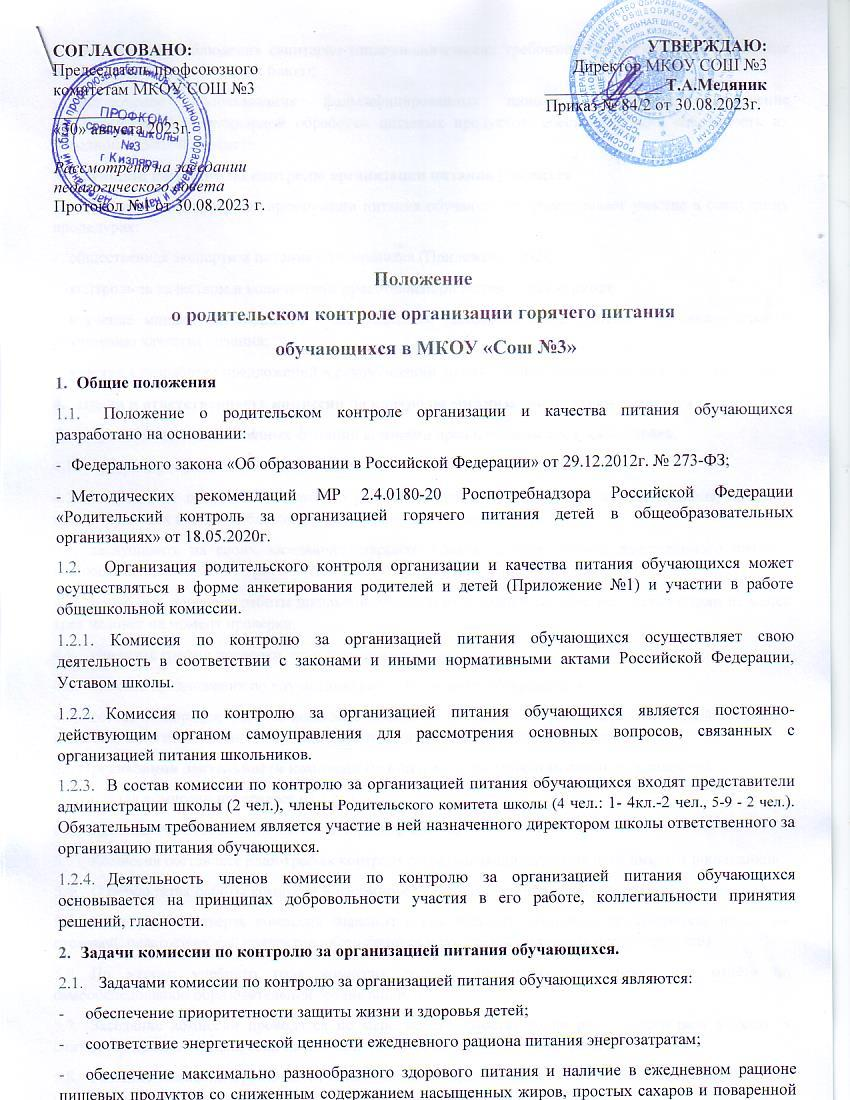 СОГЛАСОВАНО:
Председатель профсоюзного
комитетам МКОУ СОШ №3
«30» августа 2023г.
Рассмотрено на заседании
педагогического совета
Протокол №1 от 30.08.2023 г.
УТВЕРЖДАЮ:
Директор МКОУ СОШ №3
Т.А.Медяник
Приказ № 84/2 от 30.08.2023г.
ПРОФКОМ
средней школы
№3
г Кизляра
Положение
о родительском контроле организации горячего питания
обучающихся в МКОУ «Сош №3»
1. Общие положения
1.1. Положение о родительском контроле организации и качества питания обучающихся
разработано на основании:
- Федерального закона «Об образовании в Российской Федерации» от 29.12.2012г. № 273-ФЗ;
- Методических рекомендаций МР 2.4.0180-20 Роспотребнадзора Российской Федерации
«Родительский контроль за организацией горячего питания детей в общеобразовательных
организациях» от 18.05.2020г.
1.2. Организация родительского контроля организации и качества питания обучающихся может
осуществляться в форме анкетирования родителей и детей (Приложение №1) и участии в работе
общешкольной комиссии.
1.2.1. Комиссия по контролю за организацией питания обучающихся осуществляет свою
деятельность в соответствии с законами и иными нормативными актами Российской Федерации,
Уставом школы.
1.2.2. Комиссия по контролю за организацией питания обучающихся является постоянно-
действующим органом самоуправления для рассмотрения основных вопросов, связанных с
организацией питания школьников.
1.2.3. В состав комиссии по контролю за организацией питания обучающихся входят представители
администрации школы (2 чел.), члены Родительского комитета школы (4 чел.: 1- 4кл.-2 чел., 5-9 - 2 чел.).
Обязательным требованием является участие в ней назначенного директором школы ответственного за
организацию питания обучающихся.
1.2.4. Деятельность членов комиссии по контролю за организацией питания обучающихся
основывается на принципах добровольности участия в его работе, коллегиальности принятия
решений, гласности.
2. Задачи комиссии по контролю за организацией питания обучающихся.
2.1. Задачами комиссии по контролю за организацией питания обучающихся являются:
- обеспечение приоритетности защиты жизни и здоровья детей;
- соответствие энергетической ценности ежедневного рациона питания энергозатратам;
- обеспечение максимально разнообразного здорового питания и наличие в ежедневном рационе
пищевых продуктов со сниженным содержанием насыщенных жиров, простых сахаров и поваренной